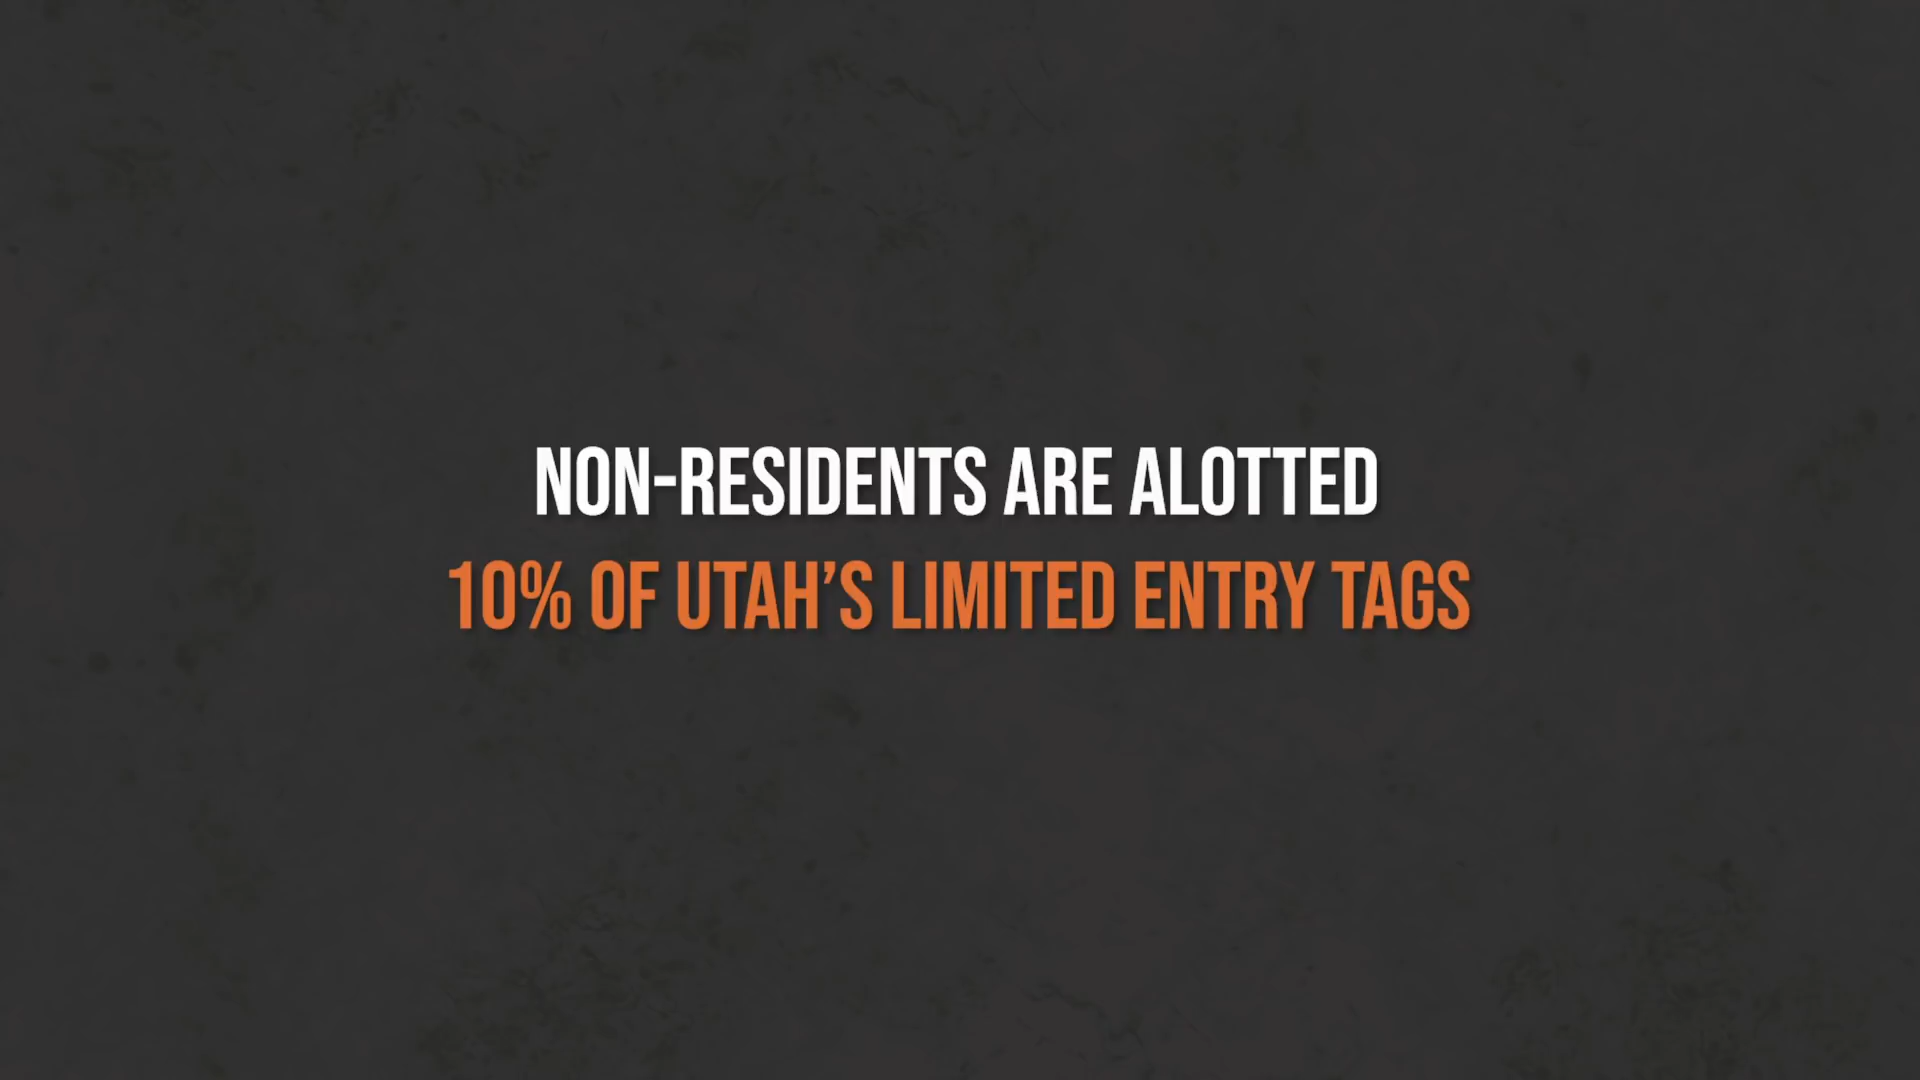 NON-RESIDENTS ARE ALOTTED
10% OF UTAH’S LIMITED ENTRY TAGS